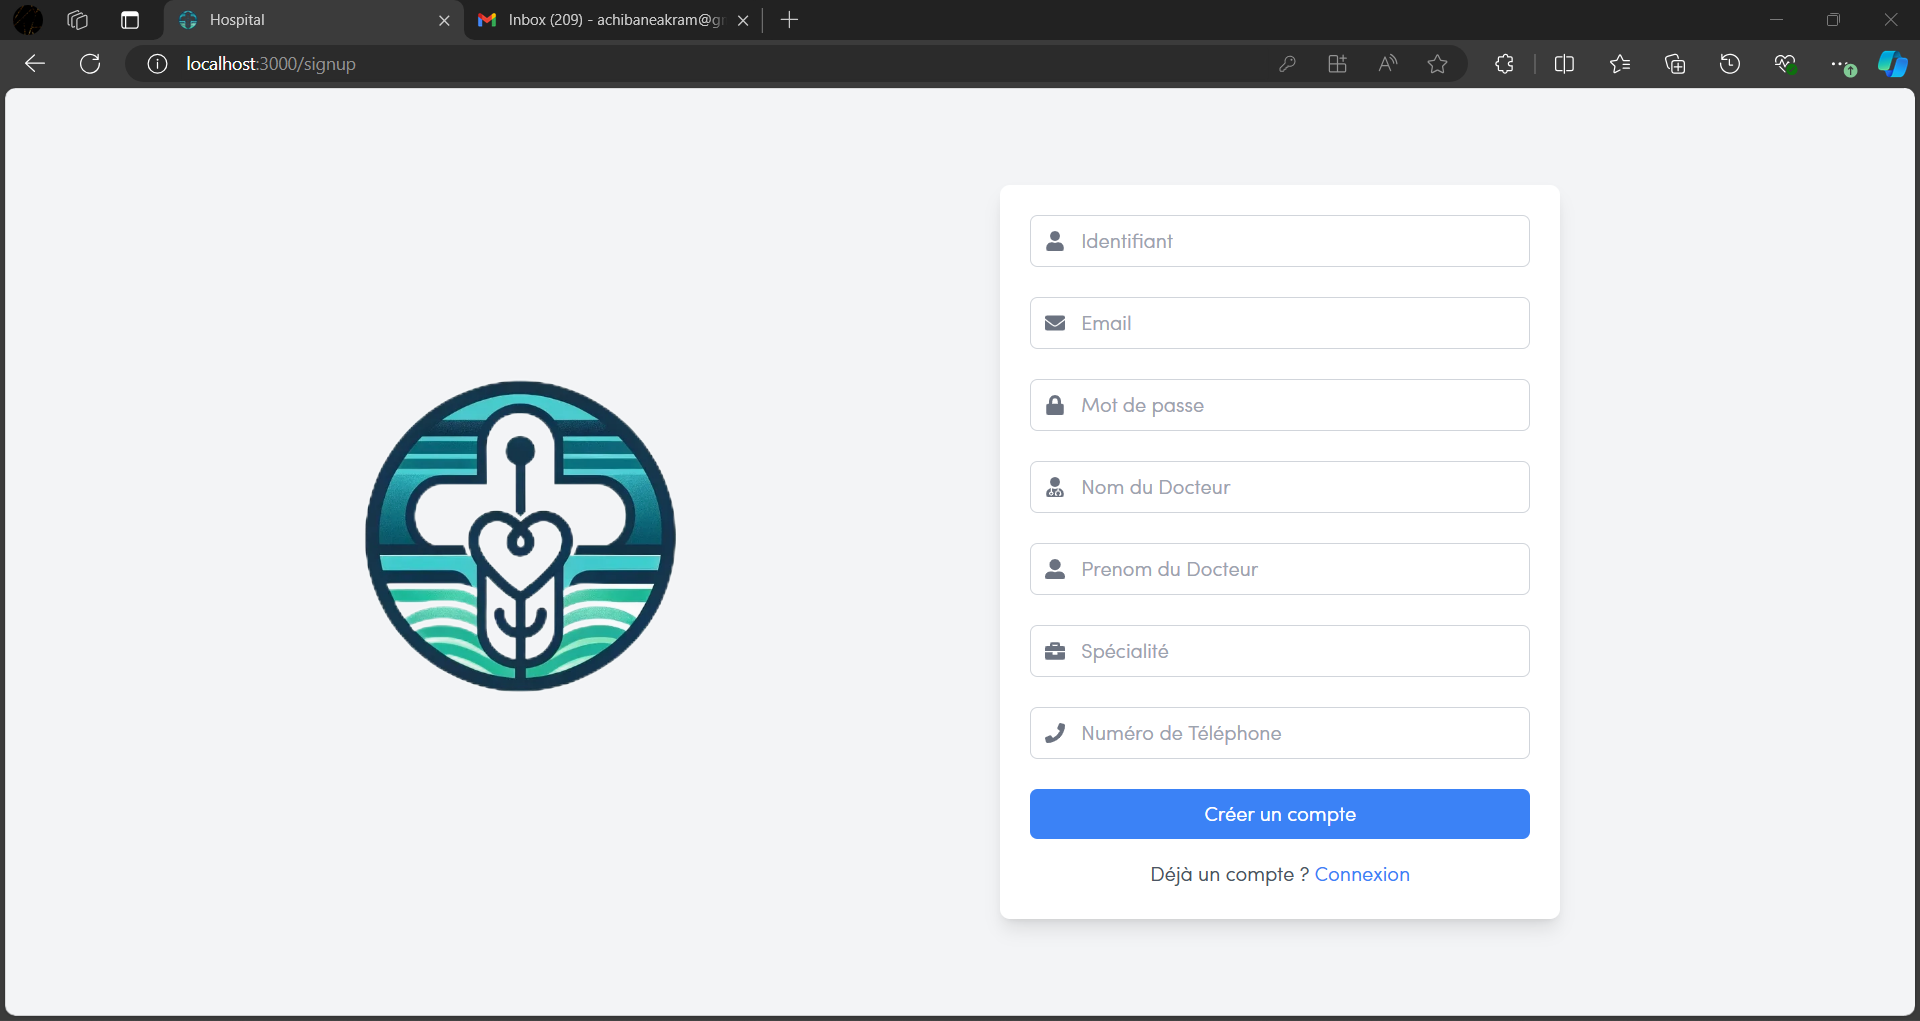 Hospital
Inbox (209) - achibaneakram@g
localhost:3000/signup
Identifiant
Email
Mot de passe
Nom du Docteur
Prenom du Docteur
Spécialité
Numéro de Téléphone
Créer un compte
Déjà un compte ? Connexion